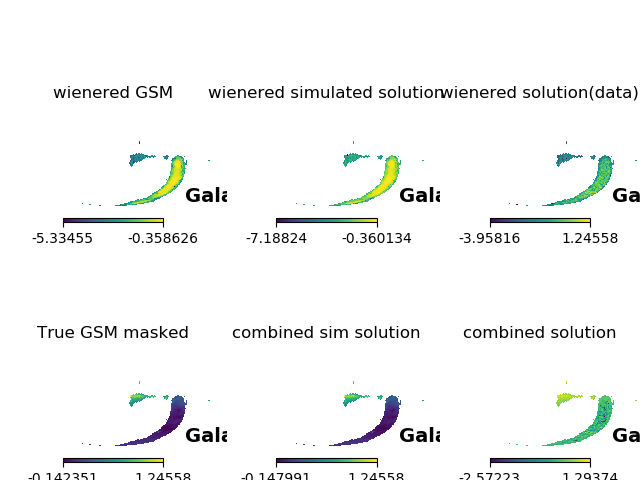 wienered GSM wienered simulated solution wienered solution(data)
Gala Gala Ga
-5.33455 -0.358626 -7.18824 -0.360134 -3.95816 1.24558
True GSM masked combined sim solution combined solution
Gala Gala Ga
-0.142351 1.24558 -0.147991 1.24558 -2.57223 1.29374